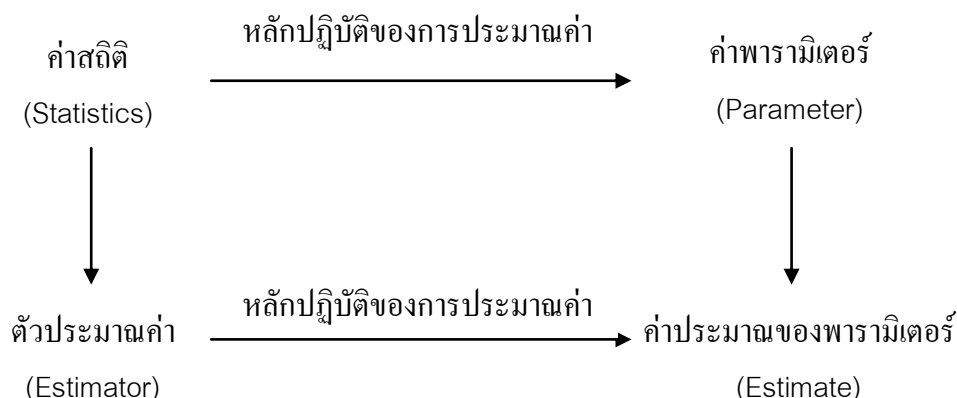 หลักปฏิบัติของการประมาณค่า
ค่าสถิติ
(Statistics)
ค่าพารามิเตอร์
(Parameter)
หลักปฏิบัติของการประมาณค่า
ตัวประมาณค่า
(Estimator)
ค่าประมาณของพารามิเตอร์
(Estimate)